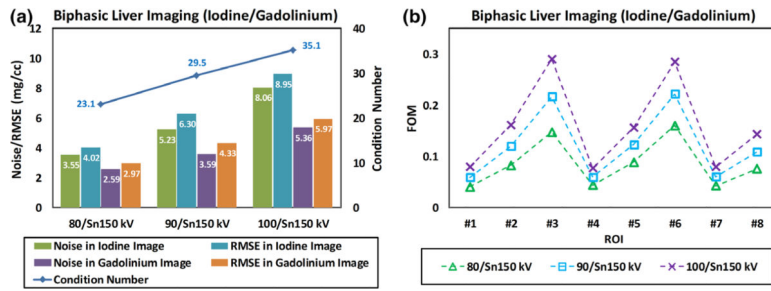 (a) Biphasic Liver Imaging (Iodine/Gadolinium)
12
10
8
6
4
2
0
Noise/RMSE (mg/cc)
40
30
20
10
0
Condition Number
23.1
29.5
35.1
3.55
4.02
2.59
2.97
5.23
6.30
3.59
4.33
8.06
8.95
5.36
5.97
80/Sn150 kV 90/Sn150 kV 100/Sn150 kV
Noise in Iodine Image RMSE in Iodine Image
Noise in Gadolinium Image RMSE in Gadolinium Image
Condition Number
(b) Biphasic Liver Imaging (Iodine/Gadolinium)
0.3
0.2
0.1
0
FOM
#1 #2 #3 #4 #5 #6 #7 #8
ROI
80/Sn150 kV 90/Sn150 kV 100/Sn150 kV